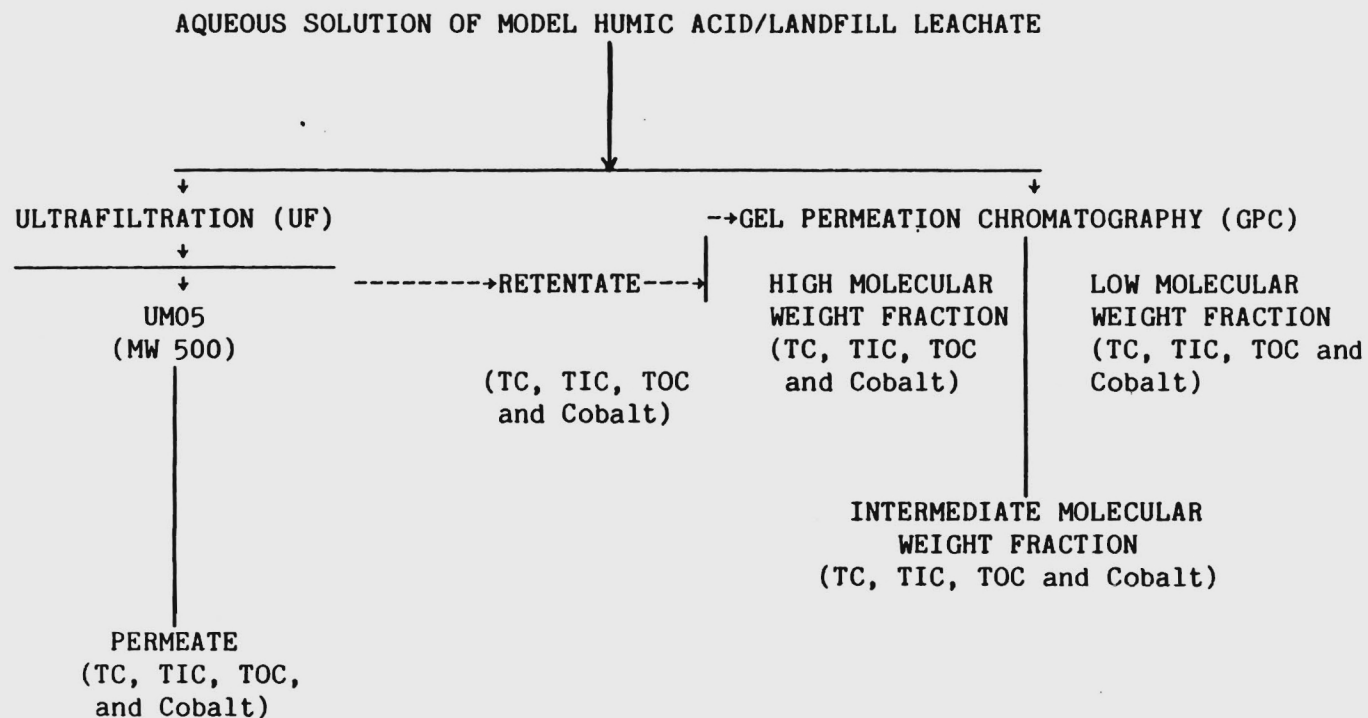 AQUEOUS SOLUTION OF MODEL HUMIC ACID/LANDFILL LEACHATE
ULTRAFILTRATION (UF)
GEL PERMEATION CHROMATOGRAPHY (GPC)
UM05
(MW 500)
RETENTATE
(TC, TIC, TOC
and Cobalt)
HIGH MOLECULAR
WEIGHT FRACTION
(TC, TIC, TOC
and Cobalt)
LOW MOLECULAR
WEIGHT FRACTION
(TC, TIC, TOC and
Cobalt)
INTERMEDIATE MOLECULAR
WEIGHT FRACTION
(TC, TIC, TOC and Cobalt)
PERMEATE
(TC, TIC, TOC,
and Cobalt)